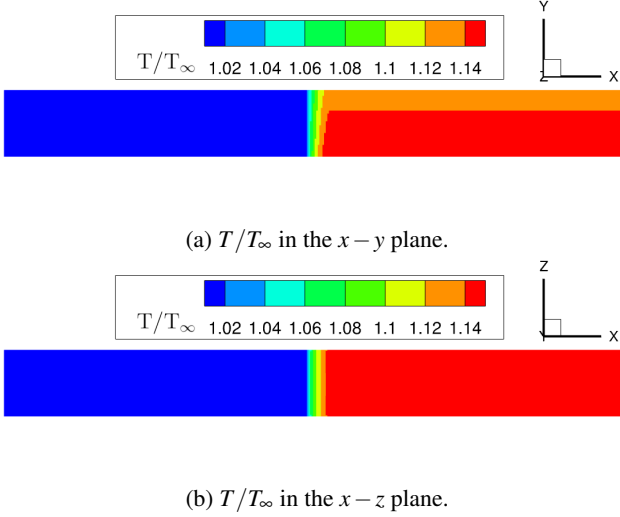 Y
Z X
T/T∞ 1.02 1.04 1.06 1.08 1.1 1.12 1.14
(a) T/T∞ in the x−y plane.
Z
Y X
T/T∞ 1.02 1.04 1.06 1.08 1.1 1.12 1.14
(b) T/T∞ in the x−z plane.